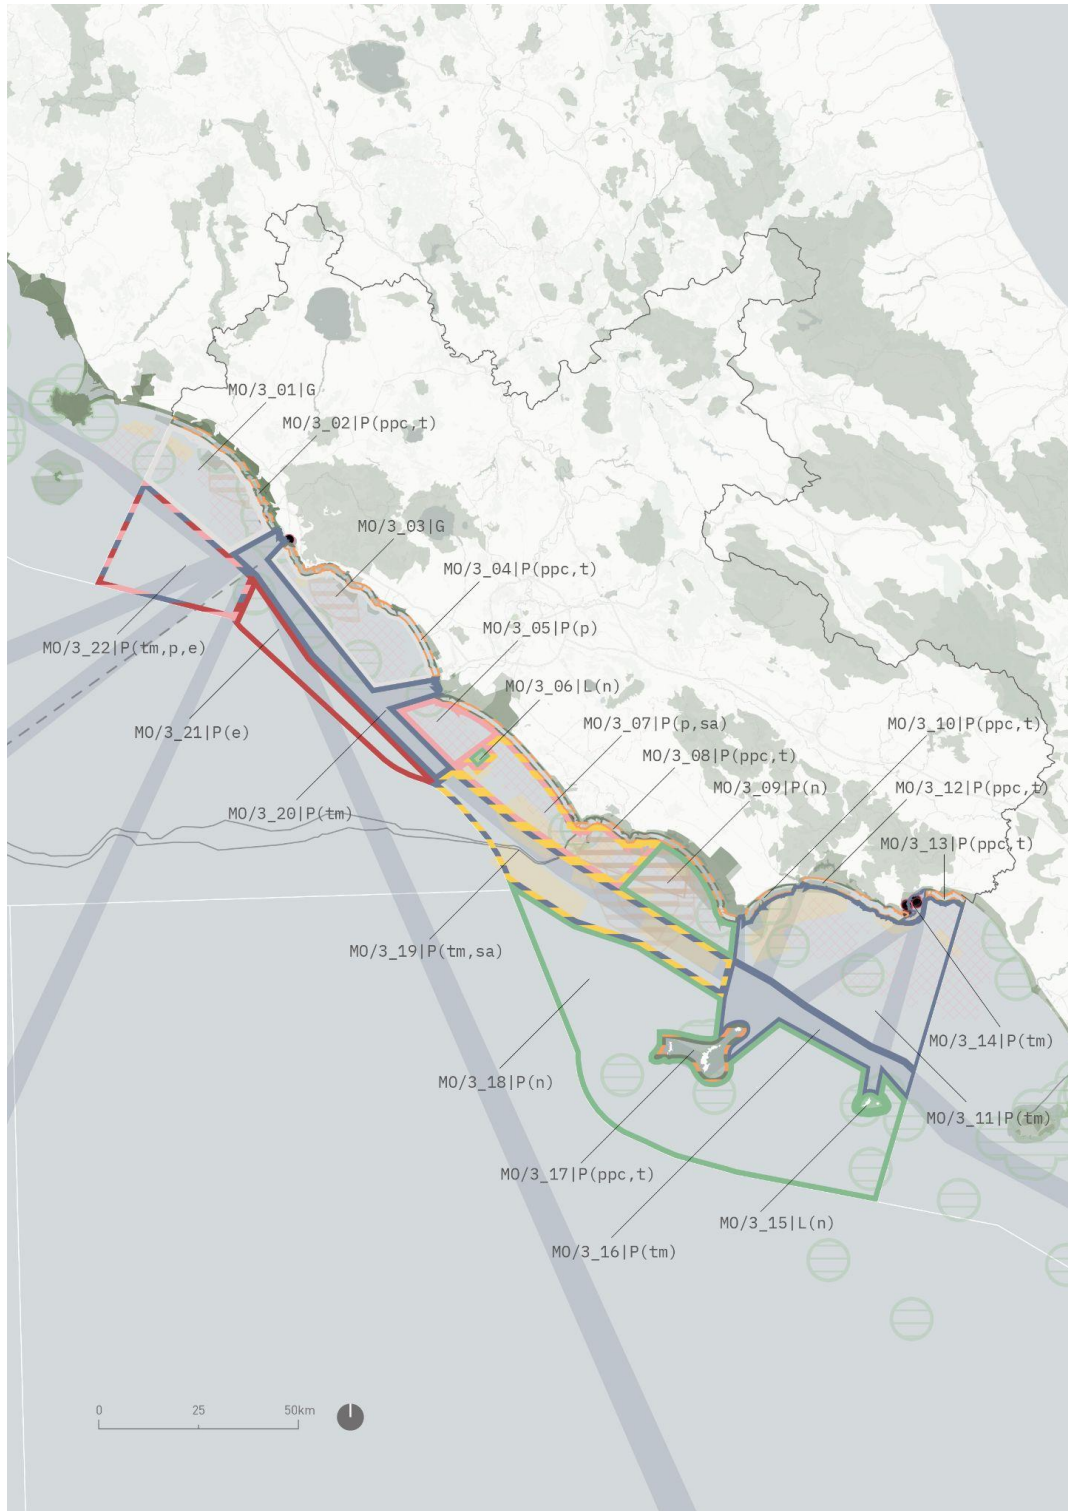 MO/3_01|G
MO/3_02|P(ppc,t)
MO/3_03|G
MO/3_04|P(ppc,t)
MO/3_05|P(p)
MO/3_22|P(tm,p,e)
MO/3_06|L(n)
MO/3_07|P(p,sa)
MO/3_10|P(ppc,t)
MO/3_21|P(e)
MO/3_08|P(ppc,t)
MO/3_09|P(n)
MO/3_12|P(ppc,t)
MO/3_20|P(tm)
MO/3_13|P(ppc,t)
MO/3_19|P(tm,sa)
MO/3_14|P(tm)
MO/3_18|P(n)
MO/3_11|P(tm)
MO/3_17|P(ppc,t)
MO/3_15|L(n)
MO/3_16|P(tm)
0 25 50km